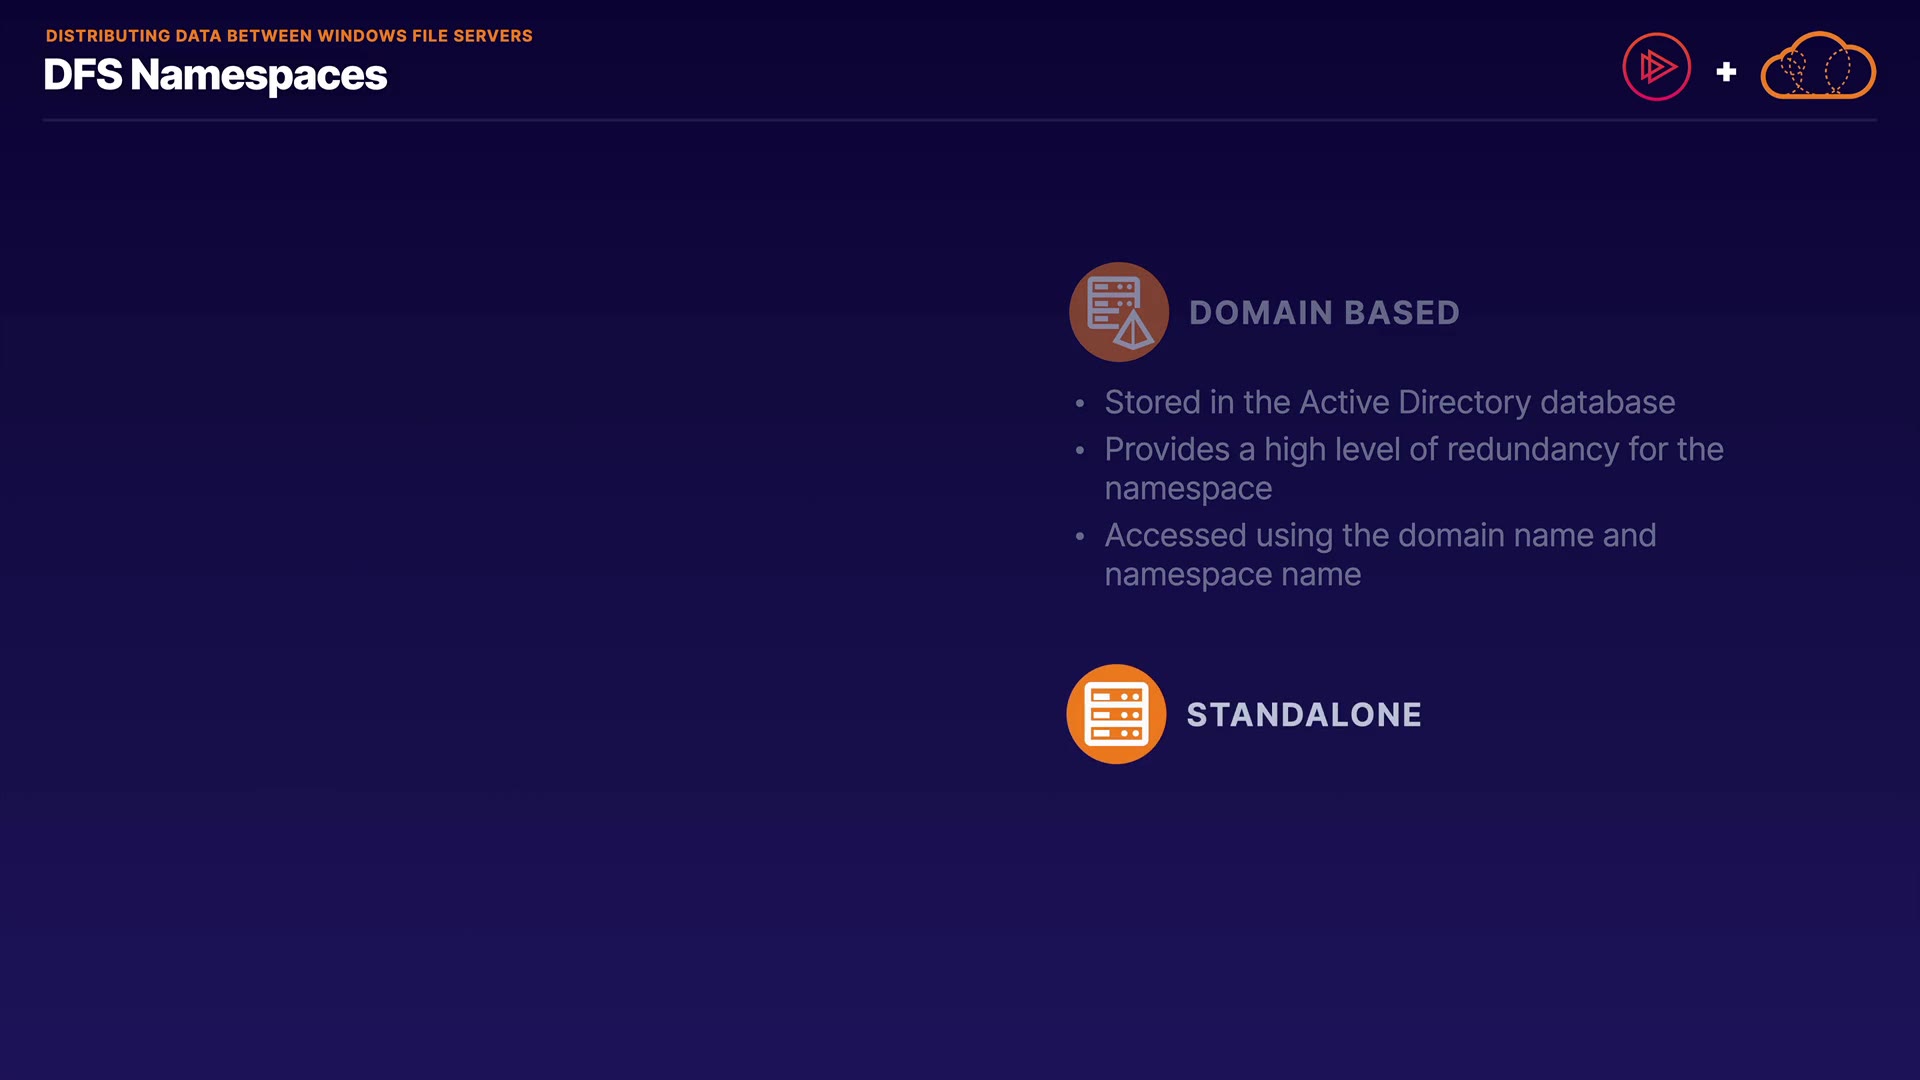 DISTRIBUTING DATA BETWEEN WINDOWS FILE SERVERS
DFS Namespaces
DOMAIN BASED
• Stored in the Active Directory database
• Provides a high level of redundancy for the
namespace
• Accessed using the domain name and
namespace name
STANDALONE